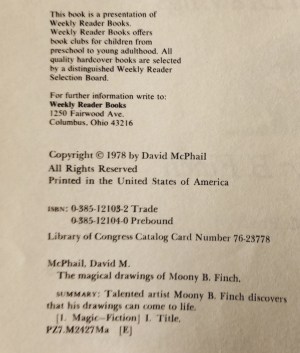 This book is a presentation of
Weekly Reader Books.
Weekly Reader Books offers
book clubs for children from
preschool to young adulthood. All
quality hardcover books are selected
by a distinguished Weekly Reader
Selection Board.
For further information write to:
Weekly Reader Books
1250 Fairwood Ave.
Columbus, Ohio 43216
Copyright © 1978 by David McPhail
All Rights Reserved
Printed in the United States of America
ISBN: 0-385-12103-2 Trade
0-385-12104-0 Prebound
Library of Congress Catalog Card Number 76-23778
McPhail, David M.
The magical drawings of Moony B. Finch.
SUMMARY: Talented artist Moony B. Finch discovers
that his drawings can come to life.
[1. Magic—Fiction] I. Title.
PZ7.M2427Ma [E]